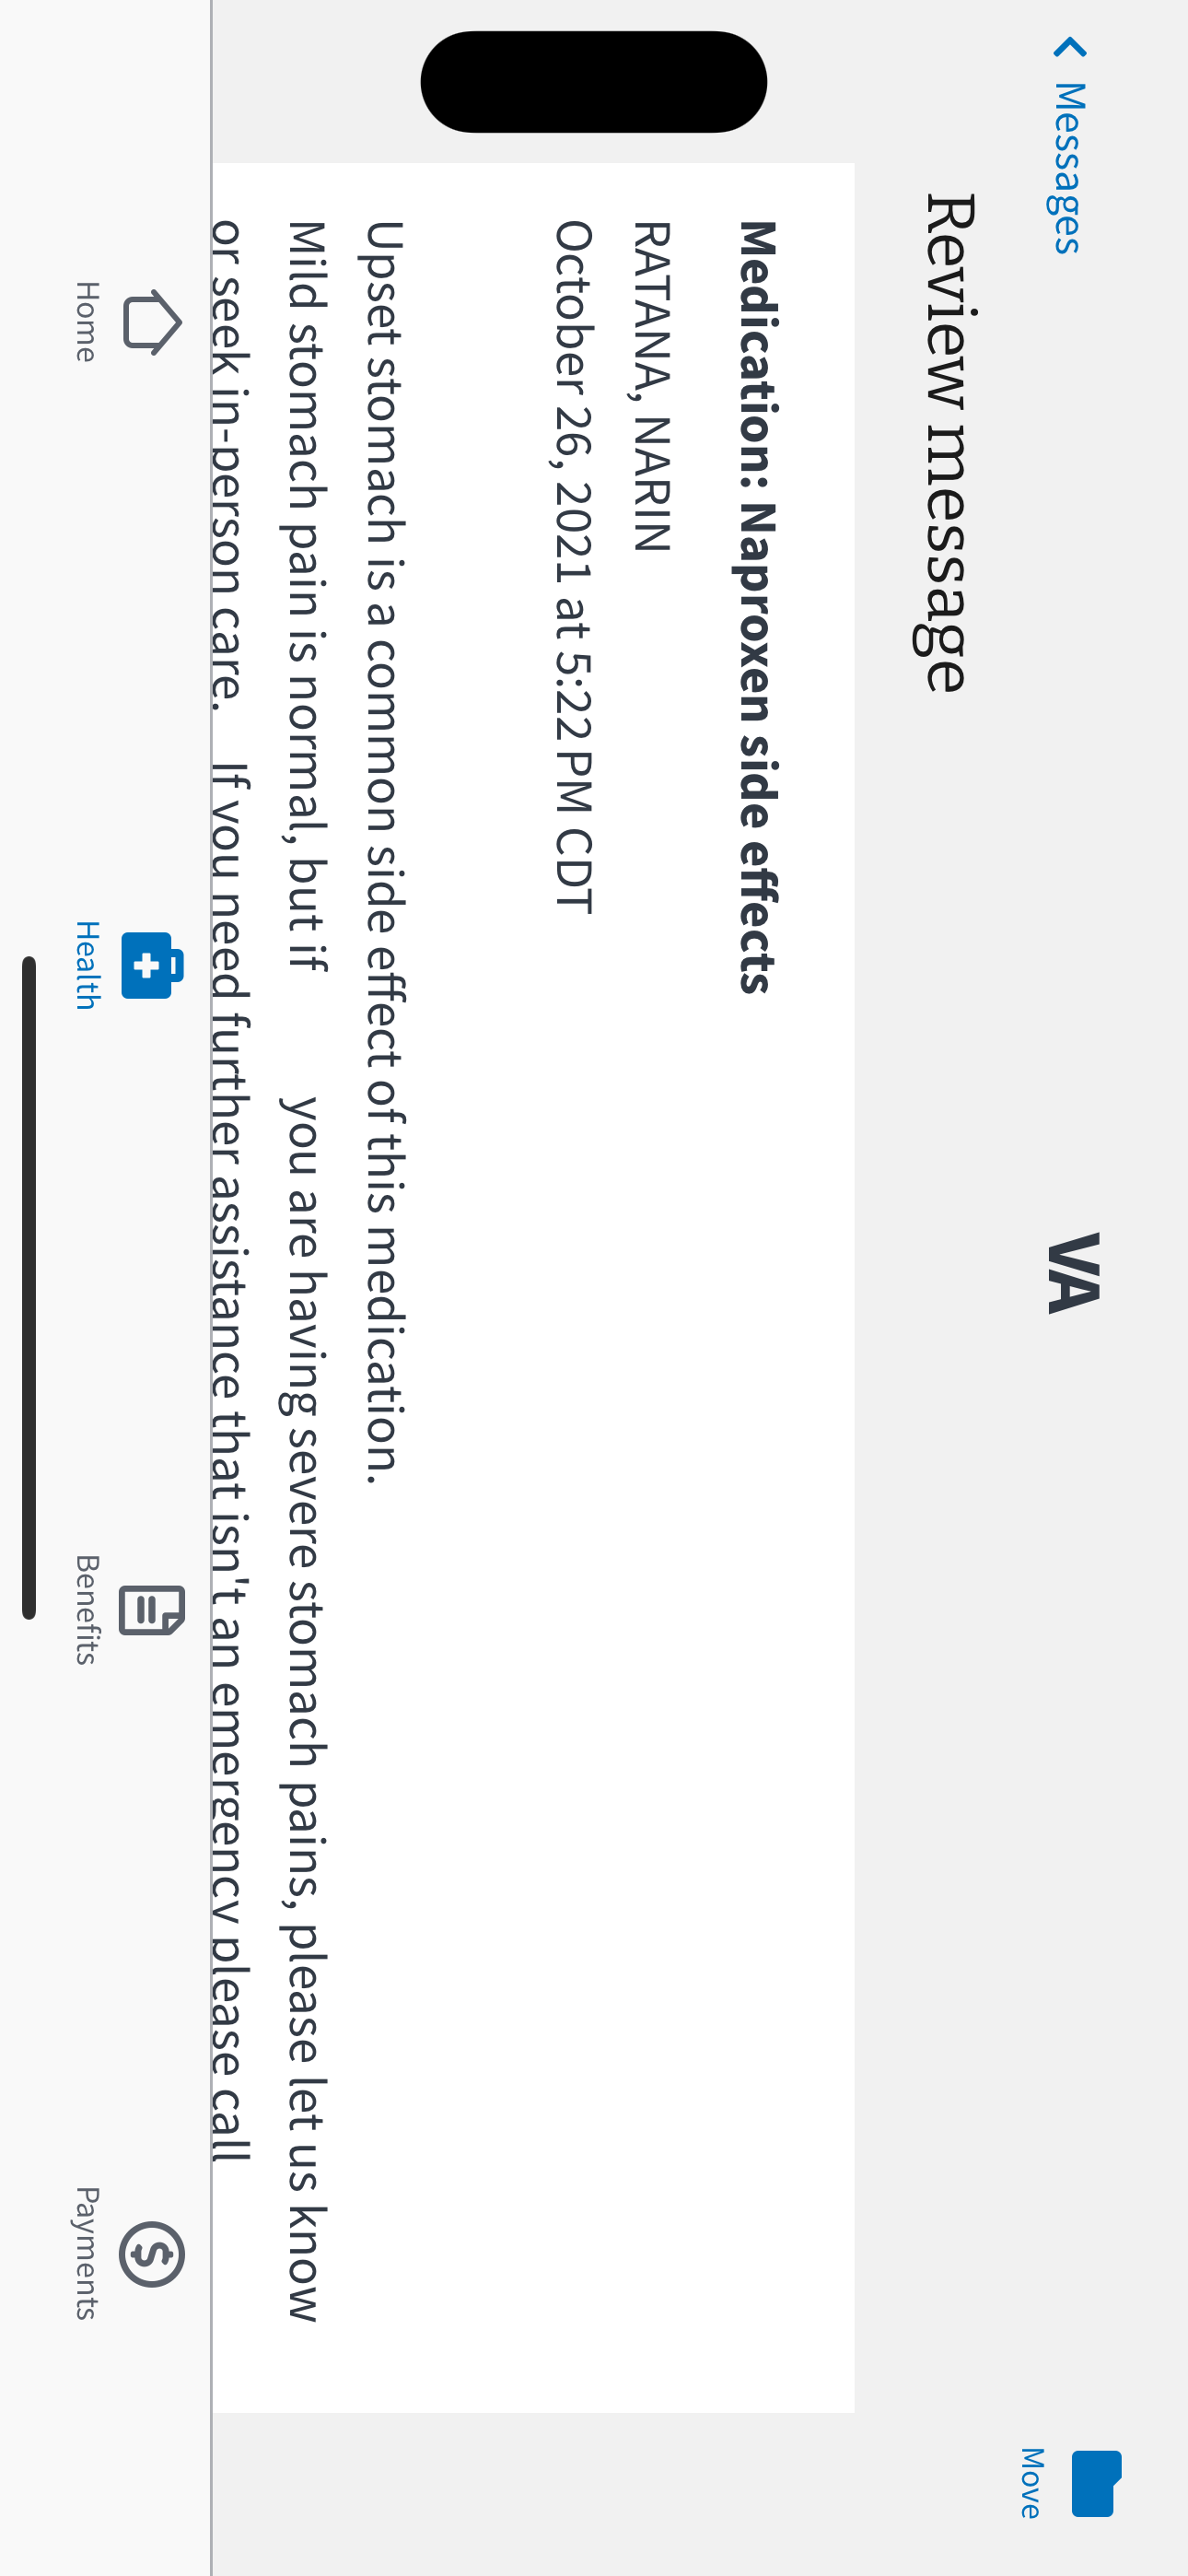 Messages
VA
Move
Review message
Medication: Naproxen side effects
RATANA, NARIN
October 26, 2021 at 5:22 PM CDT
Upset stomach is a common side effect of this medication.
Mild stomach pain is normal, but if you are having severe stomach pains, please let us know
or seek in-person care. If you need further assistance that isn't an emergency please call
Home
Health
Benefits
Payments